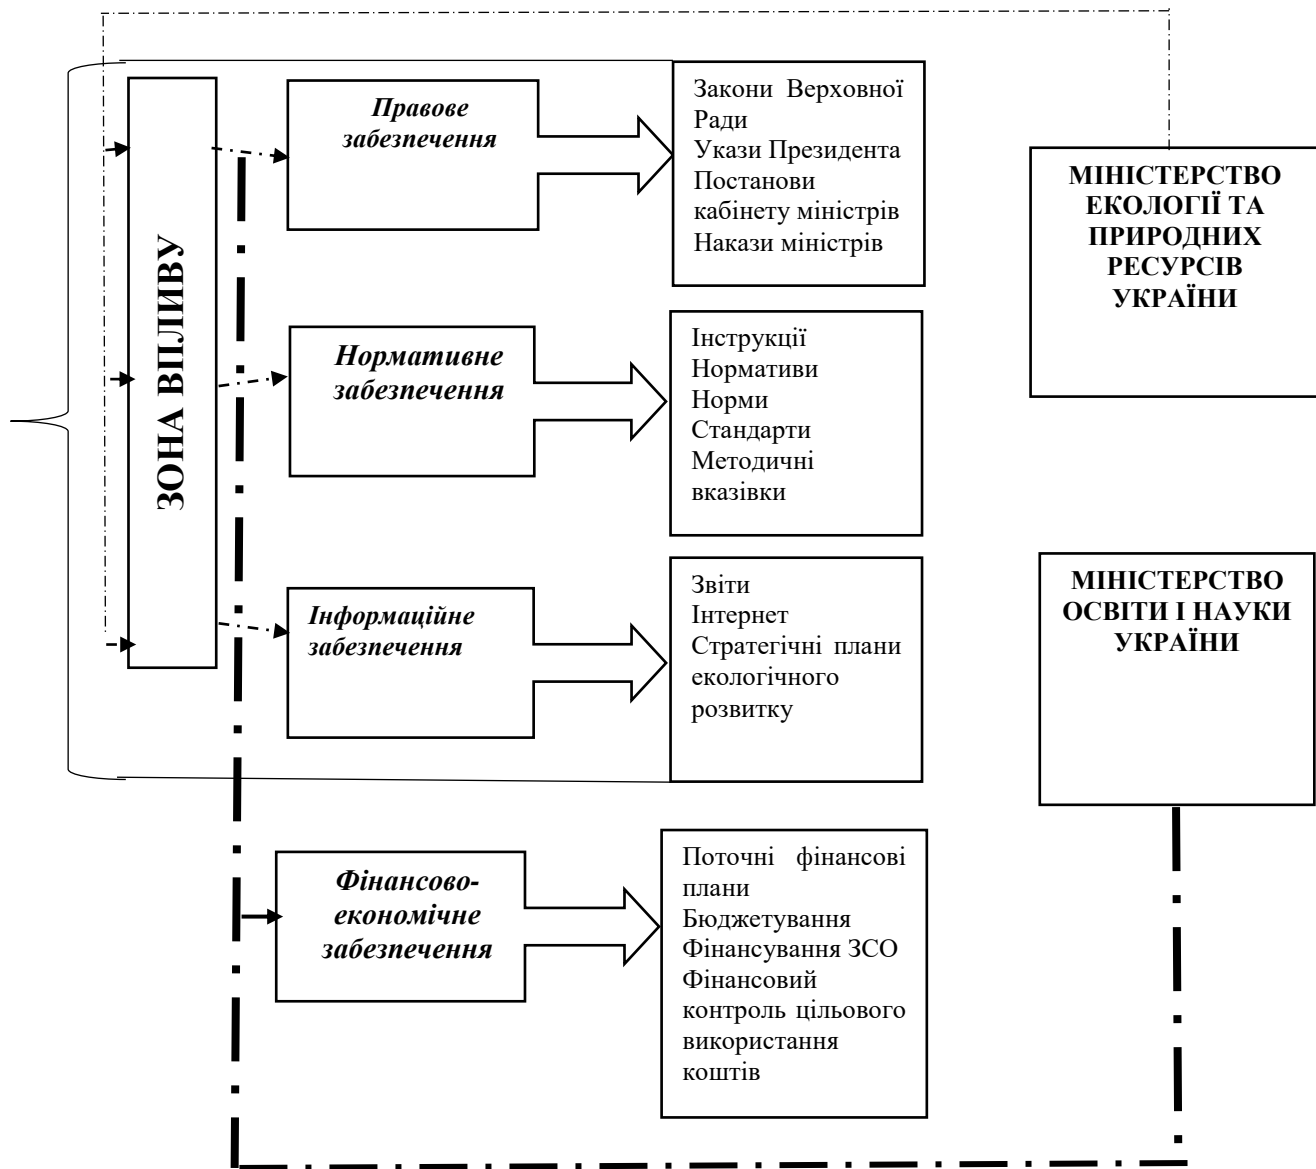 ЗОНА ВПЛИВУ
Правове
забезпечення
Закони Верховної
Ради
Укази Президента
Постанови
кабінету міністрів
Накази міністрів
МІНІСТЕРСТВО
ЕКОЛОГІЇ ТА
ПРИРОДНИХ
РЕСУРСІВ
УКРАЇНИ
Нормативне
забезпечення
Інструкції
Нормативи
Норми
Стандарти
Методичні
вказівки
Інформаційне
забезпечення
Звіти
Інтернет
Стратегічні плани
екологічного
розвитку
МІНІСТЕРСТВО
ОСВІТИ І НАУКИ
УКРАЇНИ
Фінансово-
економічне
забезпечення
Поточні фінансові
плани
Бюджетування
Фінансування ЗСО
Фінансовий
контроль цільового
використання
коштів